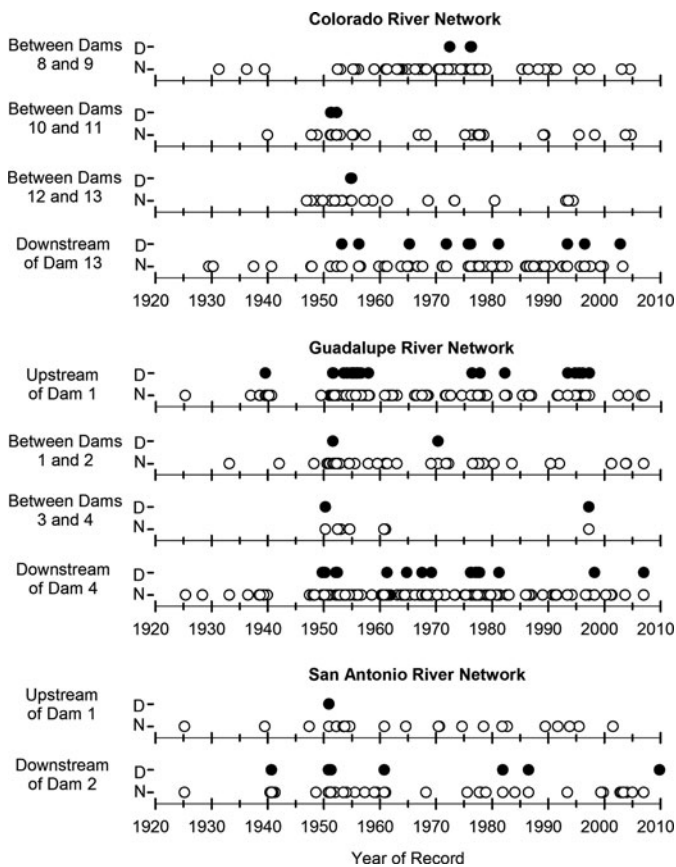 Colorado River Network
Between Dams
8 and 9
D
N
Between Dams
10 and 11
D
N
Between Dams
12 and 13
D
N
Downstream
of Dam 13
D
N
1920 1930 1940 1950 1960 1970 1980 1990 2000 2010
Guadalupe River Network
Upstream
of Dam 1
D
N
Between Dams
1 and 2
D
N
Between Dams
3 and 4
D
N
Downstream
of Dam 4
D
N
1920 1930 1940 1950 1960 1970 1980 1990 2000 2010
San Antonio River Network
Upstream
of Dam 1
D
N
Downstream
of Dam 2
D
N
1920 1930 1940 1950 1960 1970 1980 1990 2000 2010
Year of Record